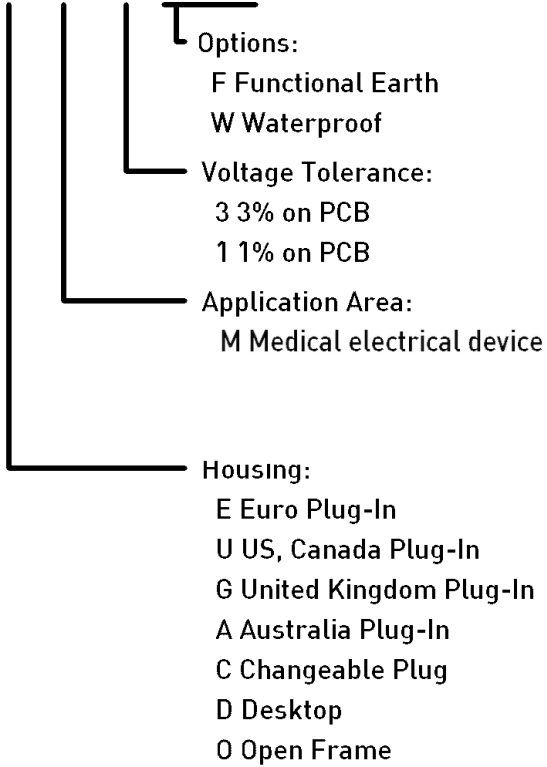 Options:
F Functional Earth
W Waterproof
Voltage Tolerance:
3 3% on PCB
1 1% on PCB
Application Area:
M Medical electrical device
Housing:
E Euro Plug-In
U US, Canada Plug-In
G United Kingdom Plug-In
A Australia Plug-In
C Changeable Plug
D Desktop
O Open Frame